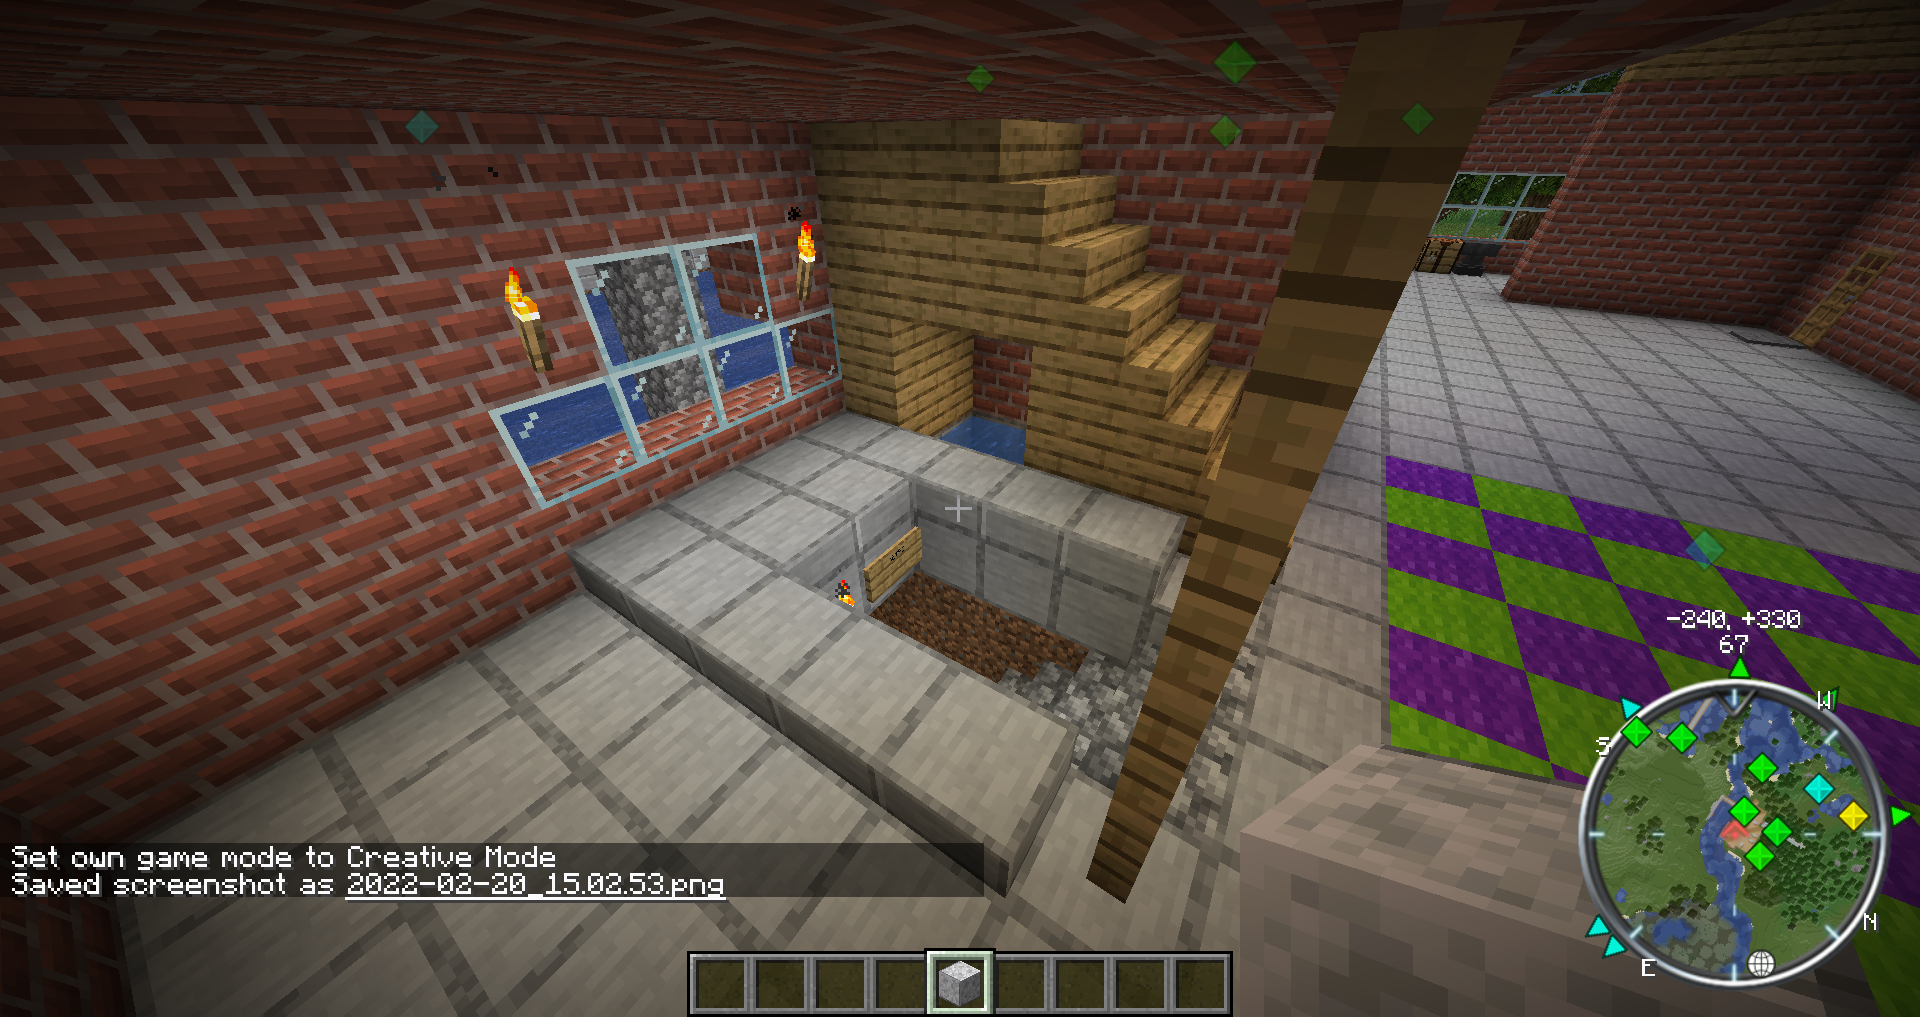 -240, +330
67
W
S
N
E
Set own game mode to Creative Mode
Saved screenshot as 2022-02-20_15.02.53.png